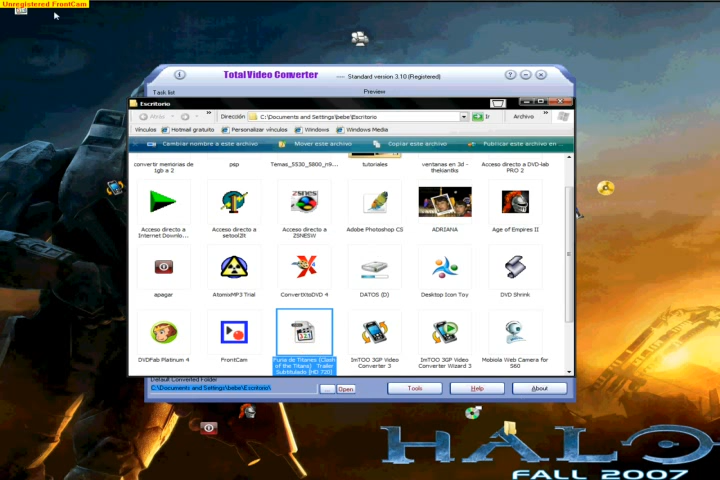 Unregistered FrontCam
Total Video Converter
Standard version 3.10 (Registered)
Task list
Preview
Escritorio
Atrás
»
Dirección
C:\Documents and Settings\bebe\Escritorio
Ir
Archivo
»
Vínculos
Hotmail gratuito
Personalizar vínculos
Windows
Windows Media
Cambiar nombre a este archivo
Mover este archivo
Copiar este archivo
Publicar este archivo en
convertir memorias de
1gb a 2
psp
Temas_5530_5800_n9...
tutoriales
ventanas en 3d -
thekiantks
Acceso directo a DVD-lab
PRO 2
Acceso directo a
Internet Downlo...
Acceso directo a
setool2R
ZSNES
Acceso directo a
ZSNESW
Adobe Photoshop CS
ADRIANA
Age of Empires II
apagar
AtomixMP3 Trial
ConvertXtoDVD 4
DATOS (D)
Desktop Icon Toy
DVD Shrink
DVDFab Platinum 4
FrontCam
321
Furia de Titanes (Clash
of the Titans) Trailer
Subtitulado [HD 720]
ImTOO 3GP Video
Converter 3
ImTOO 3GP Video
Converter Wizard 3
Mobiola Web Camera for
S60
Default Converted Folder
C:\Documents and Settings\bebe\Escritorio\
...
Open
Tools
Help
About
HALO
FALL 2007